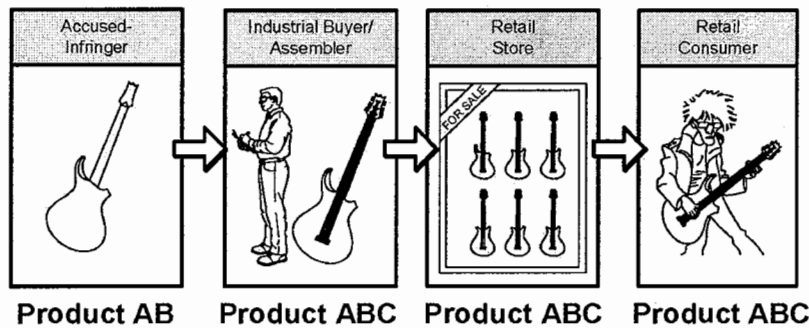 Accused-
Infringer
Industrial Buyer/
Assembler
Retail
Store
Retail
Consumer
FOR SALE
Product AB
Product ABC
Product ABC
Product ABC